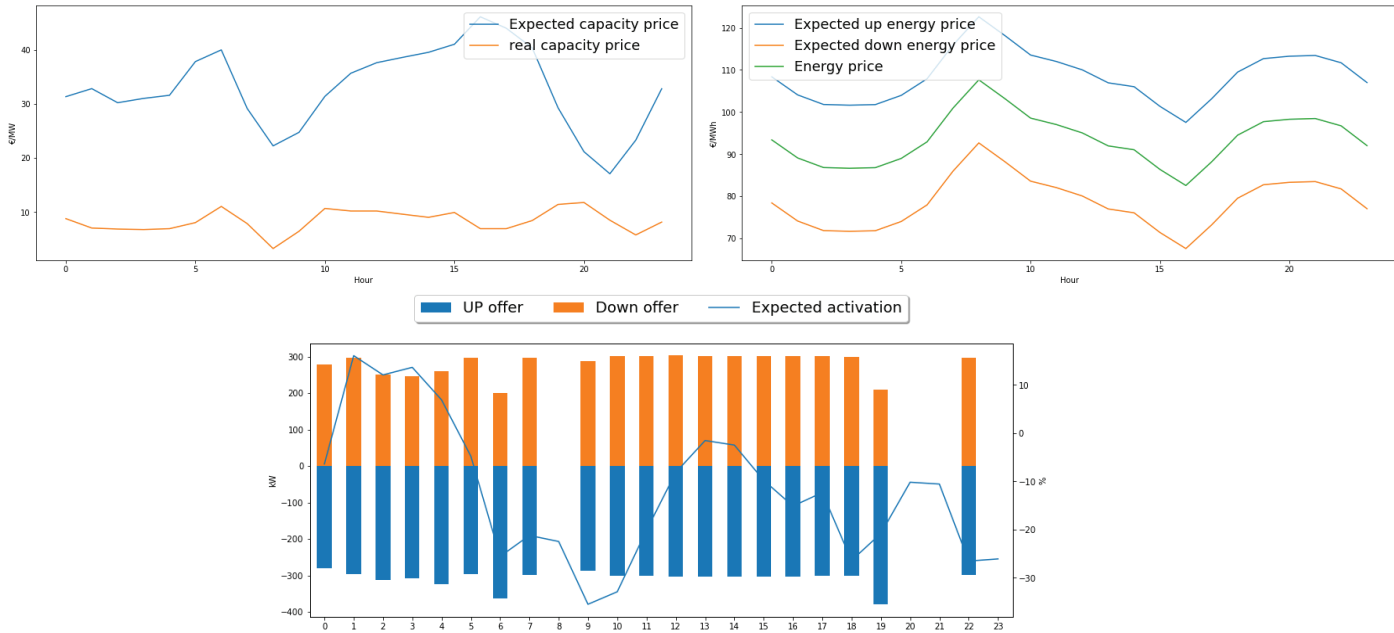 Expected capacity price
real capacity price
40
30
20
10
€/MW
0 5 10 15 20
Hour
Expected up energy price
Expected down energy price
Energy price
120
110
100
90
80
70
€/MWh
0 5 10 15 20
Hour
UP offer Down offer Expected activation
300
200
100
0
−100
−200
−300
−400
kW
10
0
−10
−20
−30
%
0 1 2 3 4 5 6 7 8 9 10 11 12 13 14 15 16 17 18 19 20 21 22 23